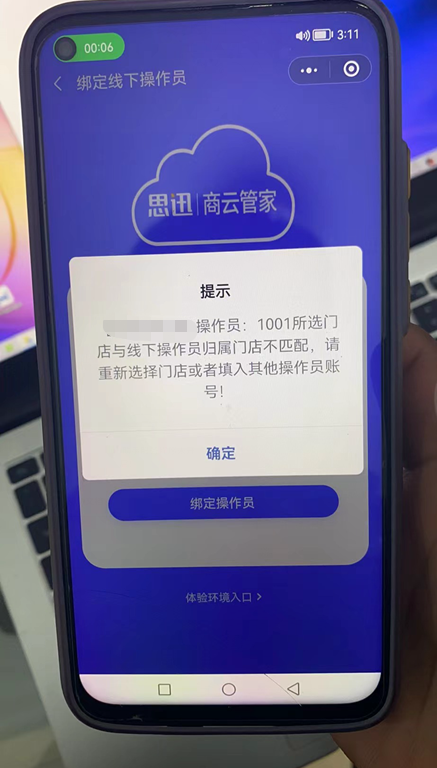 00:06
3:11
绑定线下操作员
思迅|商云管家
提示
操作员：1001所选门
店与线下操作员归属门店不匹配，请
重新选择门店或者填入其他操作员账
号！
确定
绑定操作员
体验环境入口 >